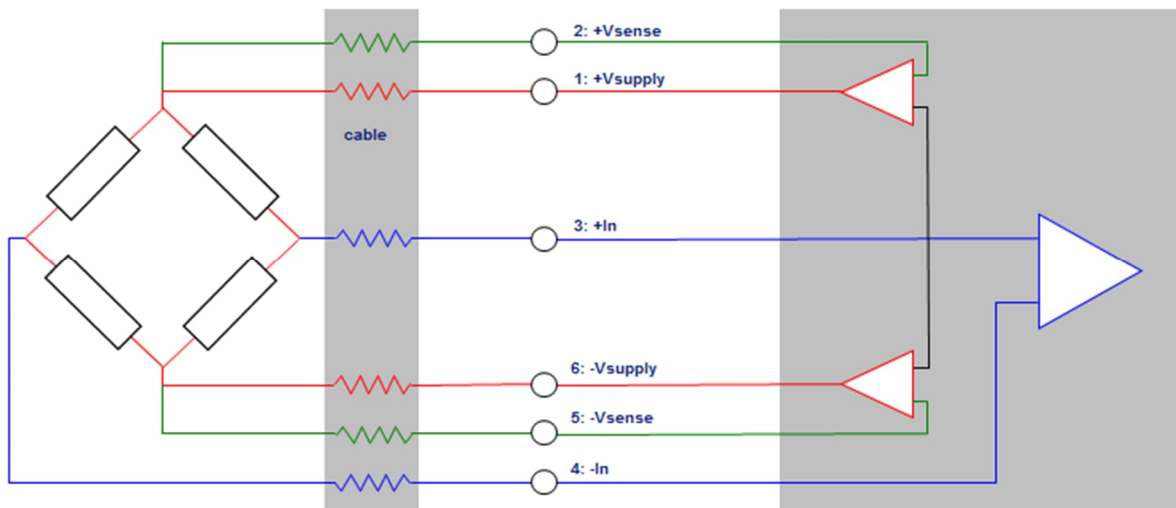 2: +Vsense
1: +Vsupply
cable
3: +In
6: -Vsupply
5: -Vsense
4: -In